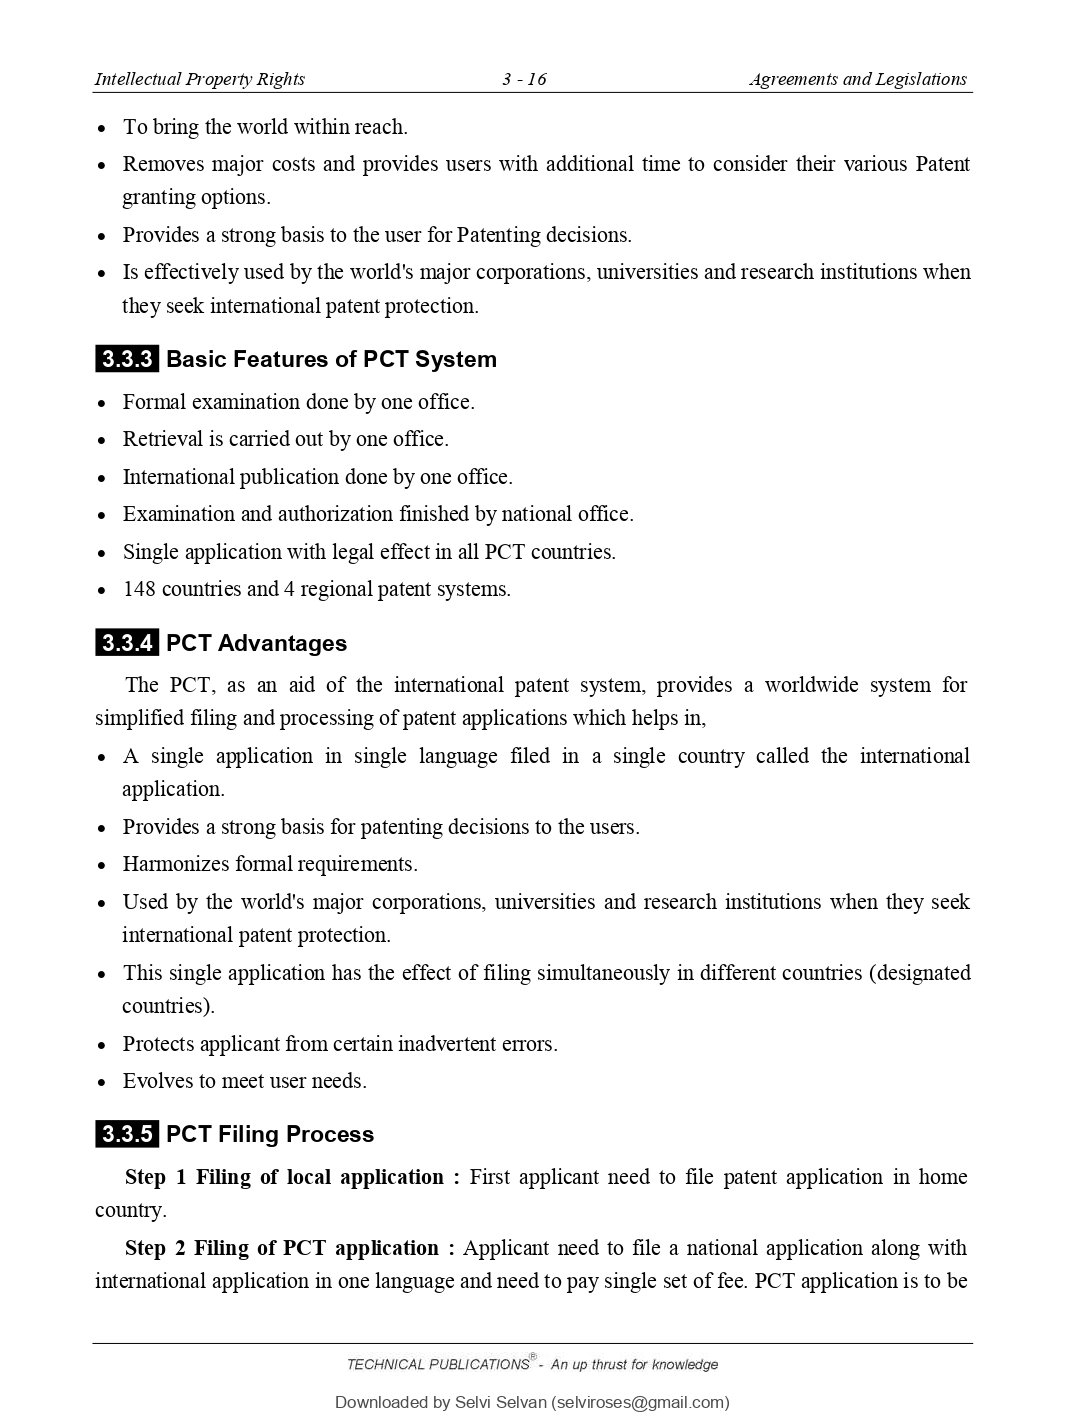 Intellectual Property Rights 3 - 16 Agreements and Legislations
• To bring the world within reach.
• Removes major costs and provides users with additional time to consider their various Patent
granting options.
• Provides a strong basis to the user for Patenting decisions.
• Is effectively used by the world's major corporations, universities and research institutions when
they seek international patent protection.
3.3.3 Basic Features of PCT System
• Formal examination done by one office.
• Retrieval is carried out by one office.
• International publication done by one office.
• Examination and authorization finished by national office.
• Single application with legal effect in all PCT countries.
• 148 countries and 4 regional patent systems.
3.3.4 PCT Advantages
The PCT, as an aid of the international patent system, provides a worldwide system for
simplified filing and processing of patent applications which helps in,
• A single application in single language filed in a single country called the international
application.
• Provides a strong basis for patenting decisions to the users.
• Harmonizes formal requirements.
• Used by the world's major corporations, universities and research institutions when they seek
international patent protection.
• This single application has the effect of filing simultaneously in different countries (designated
countries).
• Protects applicant from certain inadvertent errors.
• Evolves to meet user needs.
3.3.5 PCT Filing Process
Step 1 Filing of local application : First applicant need to file patent application in home
country.
Step 2 Filing of PCT application : Applicant need to file a national application along with
international application in one language and need to pay single set of fee. PCT application is to be
TECHNICAL PUBLICATIONS® - An up thrust for knowledge
Downloaded by Selvi Selvan (selviroses@gmail.com)